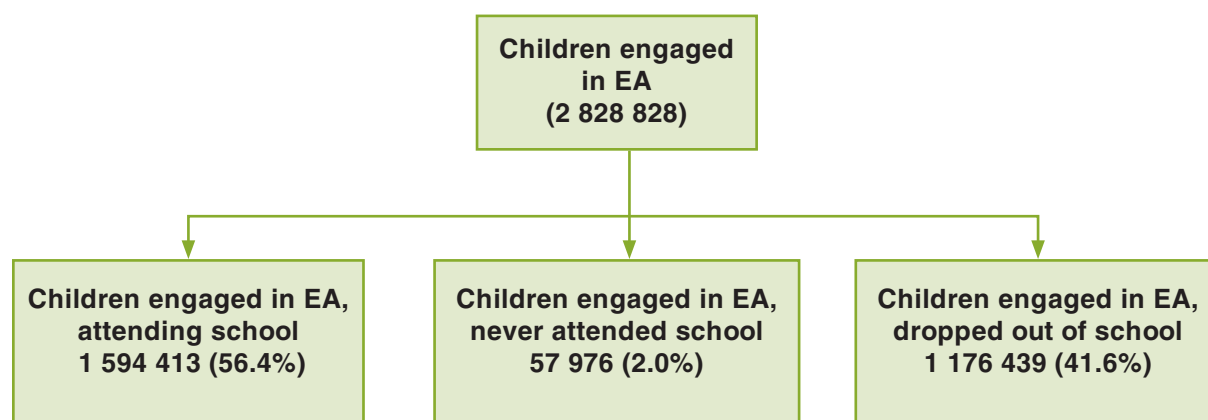 Children engaged
in EA
(2 828 828)
Children engaged in EA,
attending school
1 594 413 (56.4%)
Children engaged in EA,
never attended school
57 976 (2.0%)
Children engaged in EA,
dropped out of school
1 176 439 (41.6%)